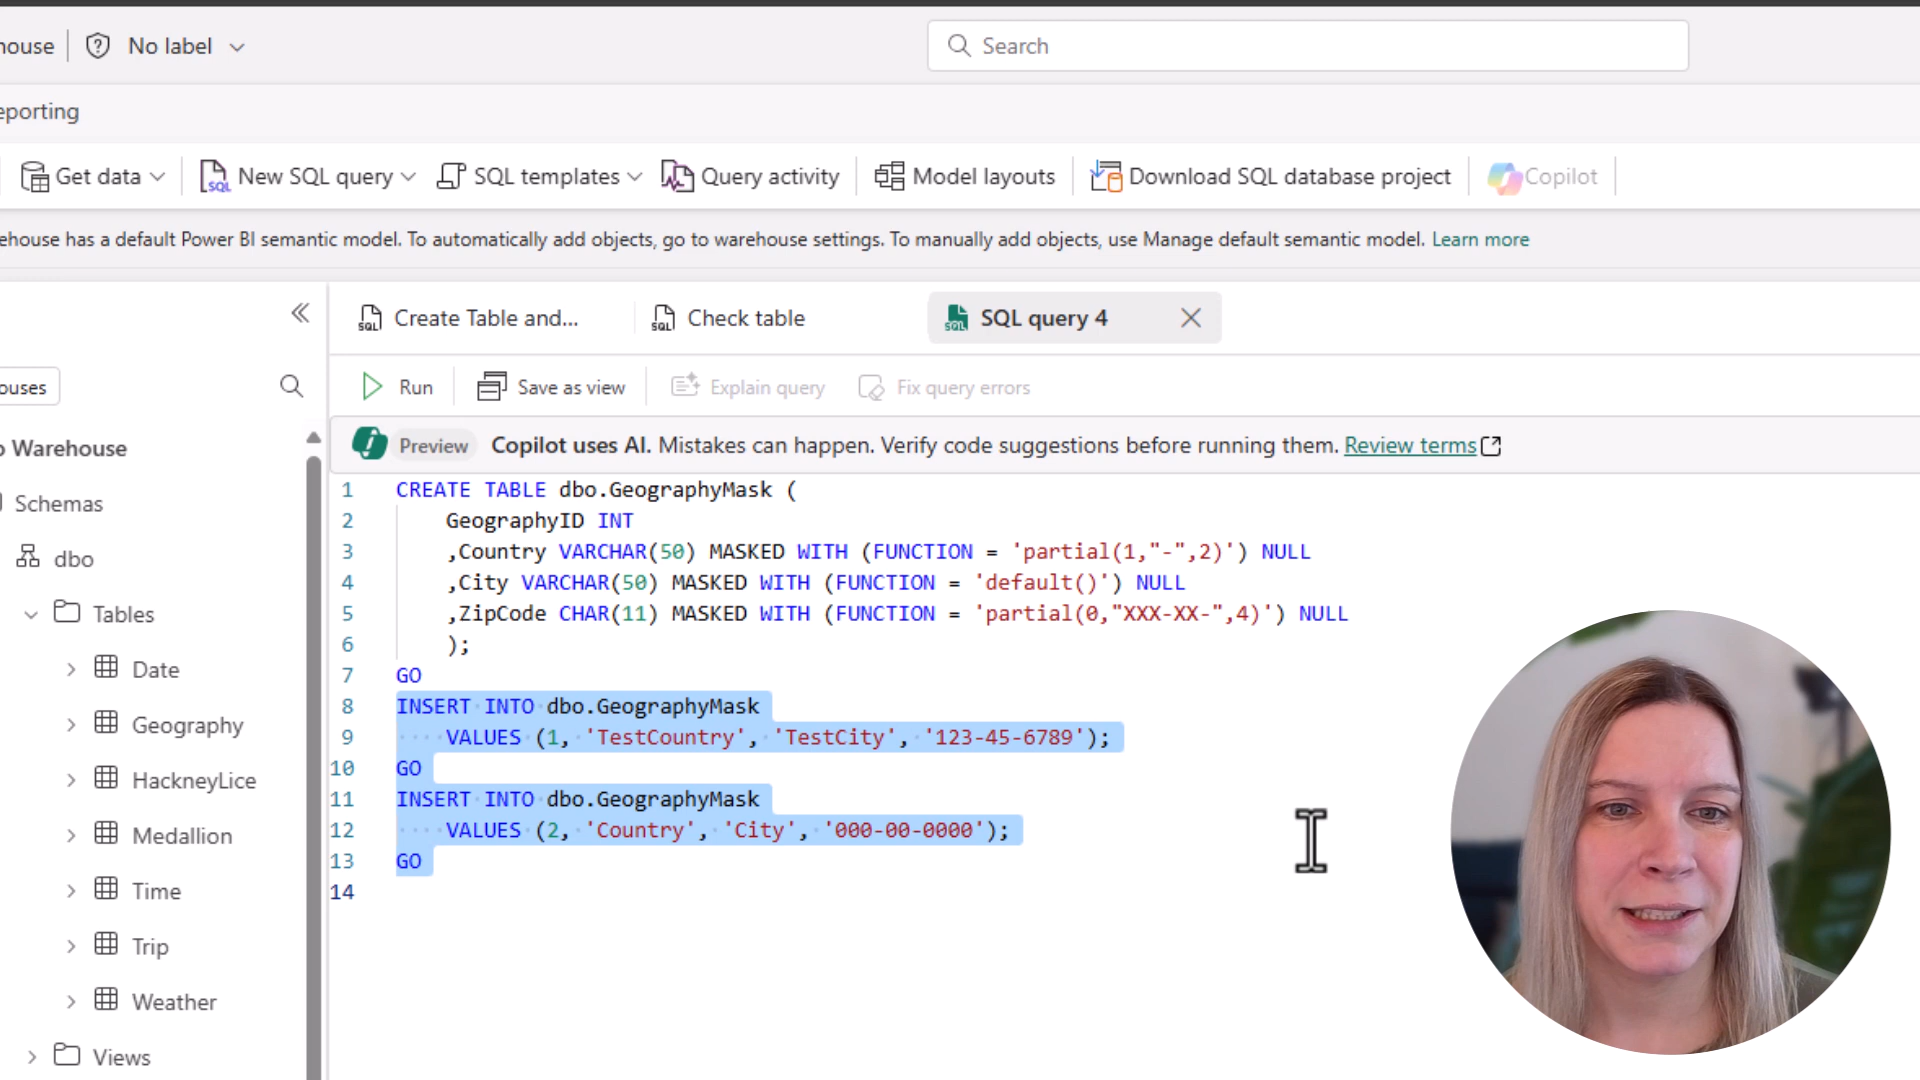 house No label Search
eporting
Get data New SQL query SQL templates Query activity Model layouts Download SQL database project Copilot
ehouse has a default Power BI semantic model. To automatically add objects, go to warehouse settings. To manually add objects, use Manage default semantic model. Learn more
Create Table and... Check table SQL query 4
ouses
Run Save as view Explain query Fix query errors
Preview Copilot uses AI. Mistakes can happen. Verify code suggestions before running them. Review terms
o Warehouse
Schemas
dbo
Tables
Date
Geography
HackneyLice
Medallion
Time
Trip
Weather
Views
1 CREATE TABLE dbo.GeographyMask (
2 GeographyID INT
3 ,Country VARCHAR(50) MASKED WITH (FUNCTION = 'partial(1,"-",2)') NULL
4 ,City VARCHAR(50) MASKED WITH (FUNCTION = 'default()') NULL
5 ,ZipCode CHAR(11) MASKED WITH (FUNCTION = 'partial(0,"XXX-XX-",4)') NULL
6 );
7 GO
8 INSERT INTO dbo.GeographyMask
9 VALUES (1, 'TestCountry', 'TestCity', '123-45-6789');
10 GO
11 INSERT INTO dbo.GeographyMask
12 VALUES (2, 'Country', 'City', '000-00-0000');
13 GO
14